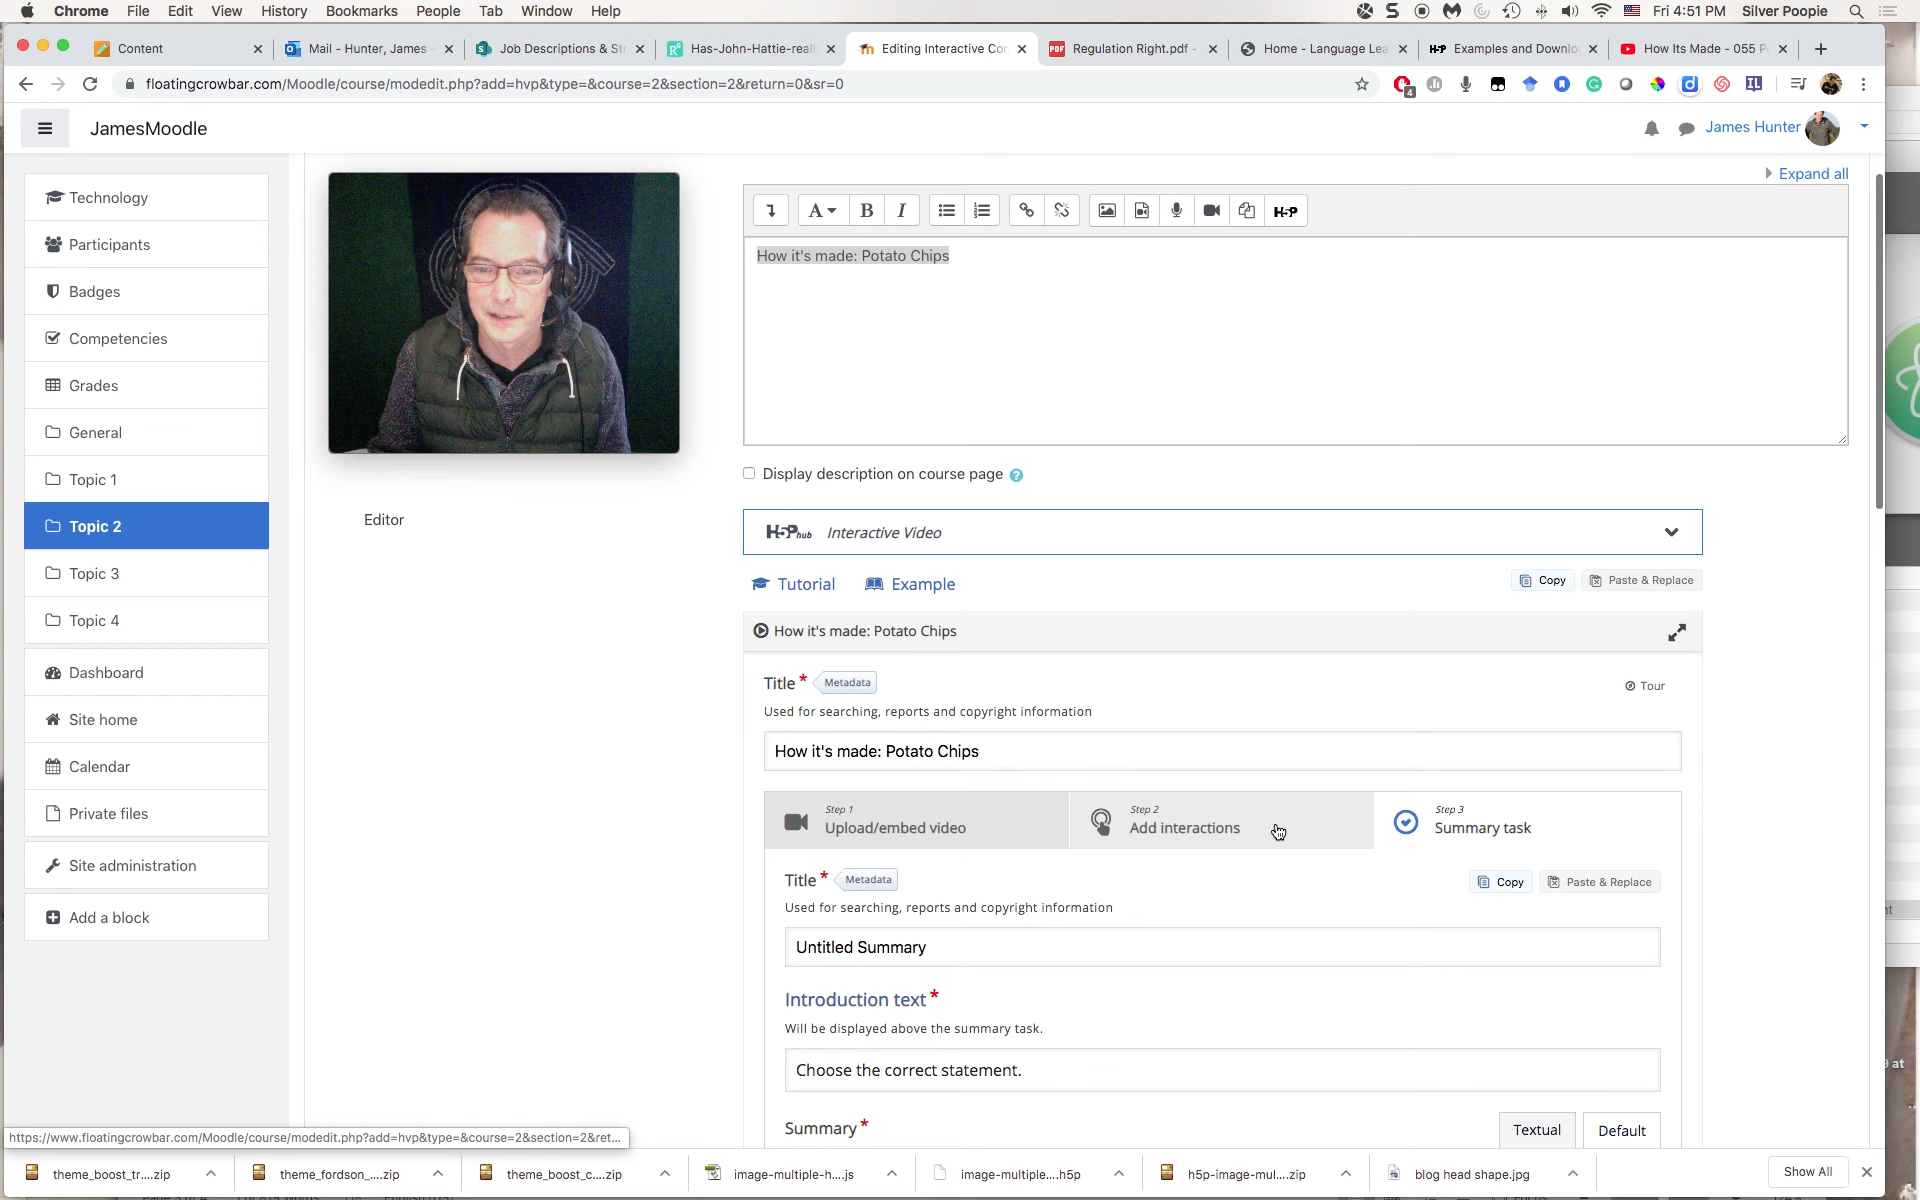 Chrome File Edit View History Bookmarks People Tab Window Help Fri 4:51 PM Silver Poopie
Content Mail - Hunter, James - Job Descriptions & St Has-John-Hattie-real Editing Interactive Co Regulation Right.pdf - Home - Language Lea H-P Examples and Downlo How Its Made - 055 P
floatingcrowbar.com/Moodle/course/modedit.php?add=hvp&type=&course=2&section=2&return=0&sr=0
JamesMoodle James Hunter
Expand all
Technology
A B I H5P
Participants
How it's made: Potato Chips
Badges
Competencies
Grades
General
Topic 1
Display description on course page
Topic 2
Editor
H5Phub Interactive Video
Topic 3
Tutorial Example Copy Paste & Replace
Topic 4
How it's made: Potato Chips
Dashboard
Title * Metadata Tour
Used for searching, reports and copyright information
Site home
How it's made: Potato Chips
Calendar
Private files
Step 1 Step 2 Step 3
Upload/embed video Add interactions Summary task
Site administration
Title * Metadata Copy Paste & Replace
Used for searching, reports and copyright information
Add a block
Untitled Summary
Introduction text *
Will be displayed above the summary task.
Choose the correct statement.
Summary * Textual Default
https://www.floatingcrowbar.com/Moodle/course/modedit.php?add=hvp&type=&course=2&section=2&ret...
theme_boost_tr....zip theme_fordson_....zip theme_boost_c....zip image-multiple-h....js image-multiple....h5p h5p-image-mul....zip blog head shape.jpg Show All